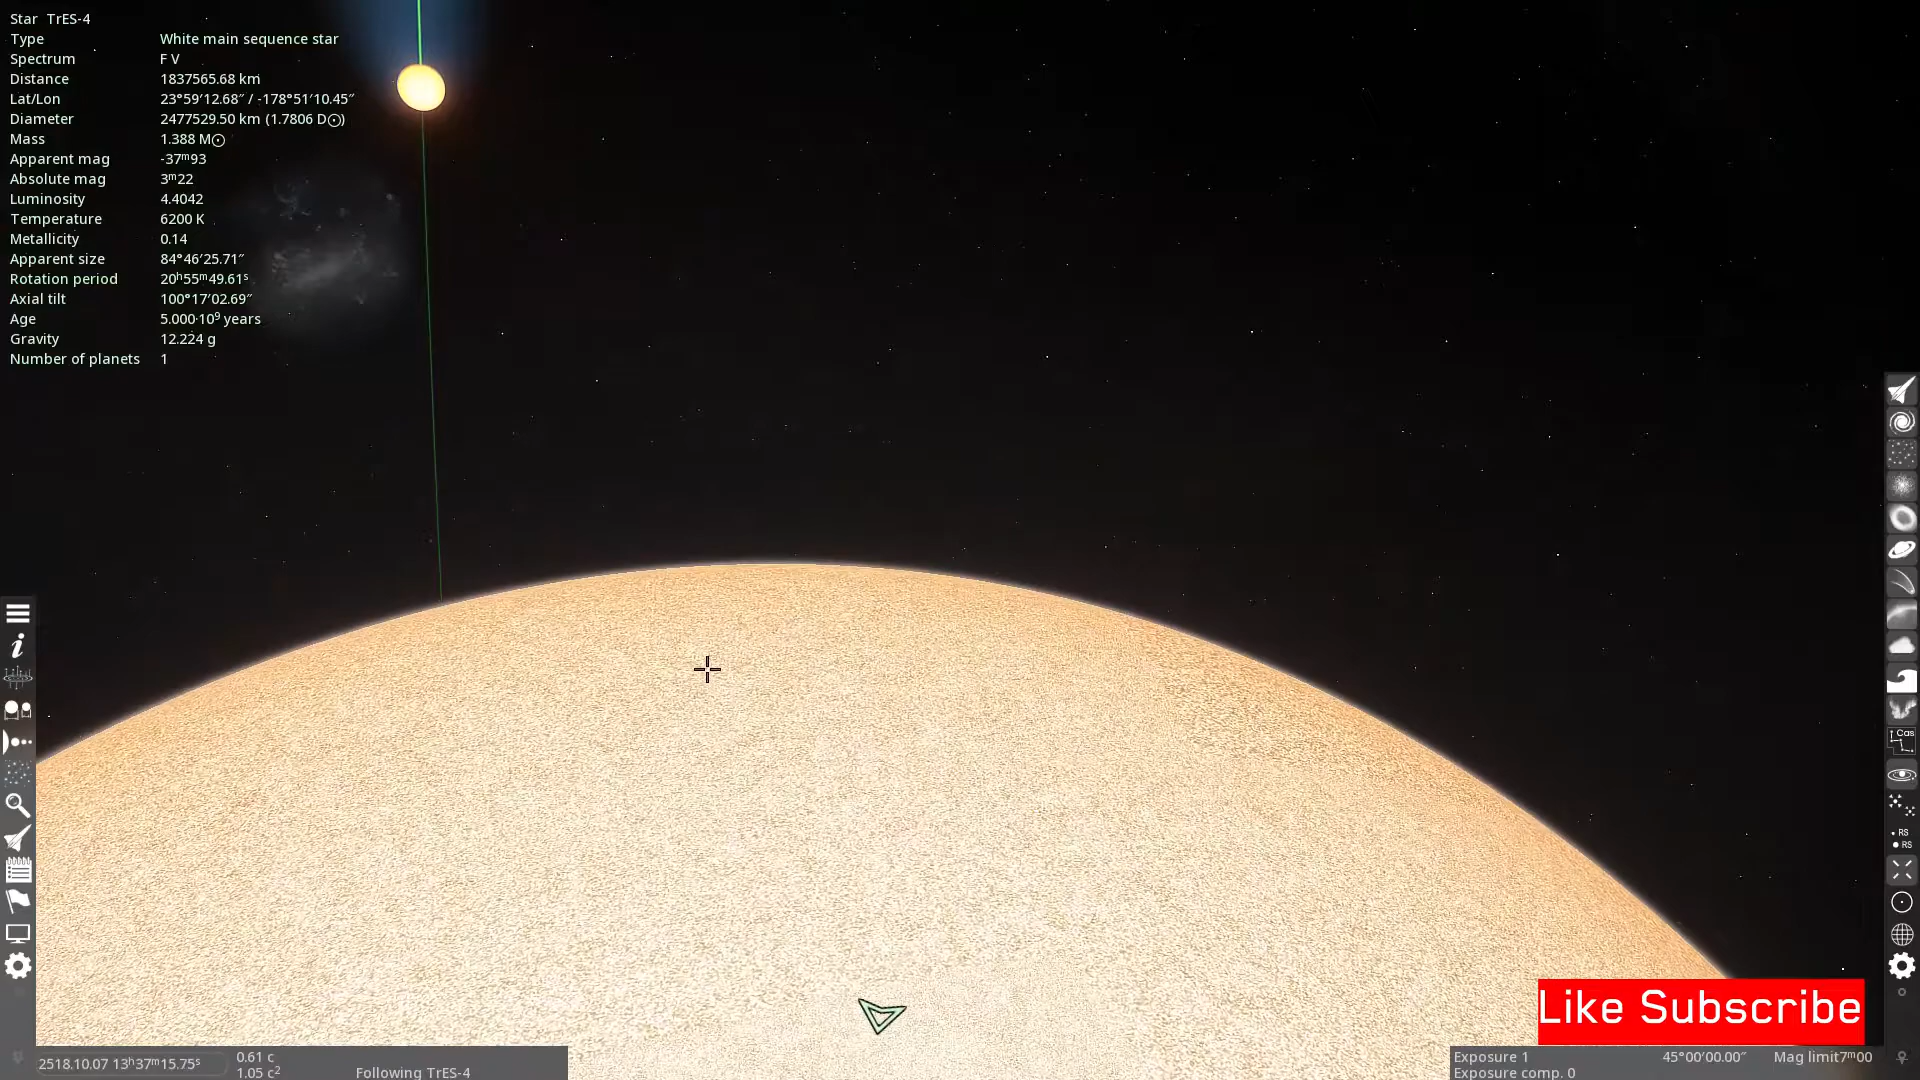 Star TrES-4
Type White main sequence star
Spectrum F V
Distance 1837565.68 km
Lat/Lon 23°59′12.68″ / -178°51′10.45″
Diameter 2477529.50 km (1.7806 D☉)
Mass 1.388 M☉
Apparent mag -37ᵐ93
Absolute mag 3ᵐ22
Luminosity 4.4042
Temperature 6200 K
Metallicity 0.14
Apparent size 84°46′25.71″
Rotation period 20ʰ55ᵐ49.61ˢ
Axial tilt 100°17′02.69″
Age 5.000·10⁹ years
Gravity 12.224 g
Number of planets 1
Cas
RS
RS
Like Subscribe
2518.10.07 13ʰ37ᵐ15.75ˢ
0.61 c
1.05 c²
Following TrES-4
Exposure 1 45°00′00.00″ Mag limit7ᵐ00
Exposure comp. 0